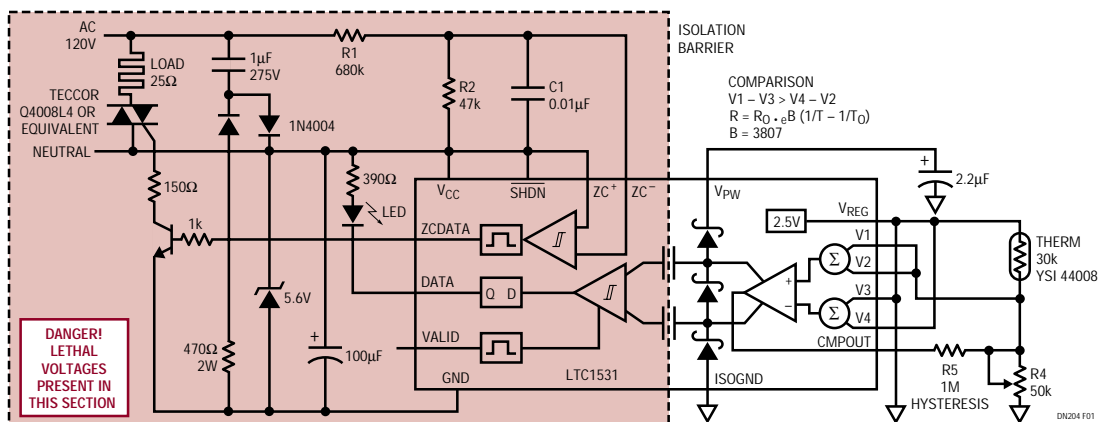 AC
120V
LOAD
25Ω
TECCOR
Q4008L4 OR
EQUIVALENT
NEUTRAL
1µF
275V
1N4004
R1
680k
R2
47k
C1
0.01µF
ISOLATION
BARRIER
COMPARISON
V1 – V3 > V4 – V2
R = RO • eB (1/T – 1/TO)
B = 3807
150Ω
1k
390Ω
LED
VCC
SHDN
ZC+
ZC–
VPW
+
2.2µF
ZCDATA
2.5V
VREG
V1
V2
V3
V4
Σ
Σ
+
–
THERM
30k
YSI 44008
DATA
Q D
5.6V
VALID
CMPOUT
470Ω
2W
+
100µF
GND
LTC1531
ISOGND
R5
1M
HYSTERESIS
R4
50k
DANGER!
LETHAL
VOLTAGES
PRESENT IN
THIS SECTION
DN204 F01